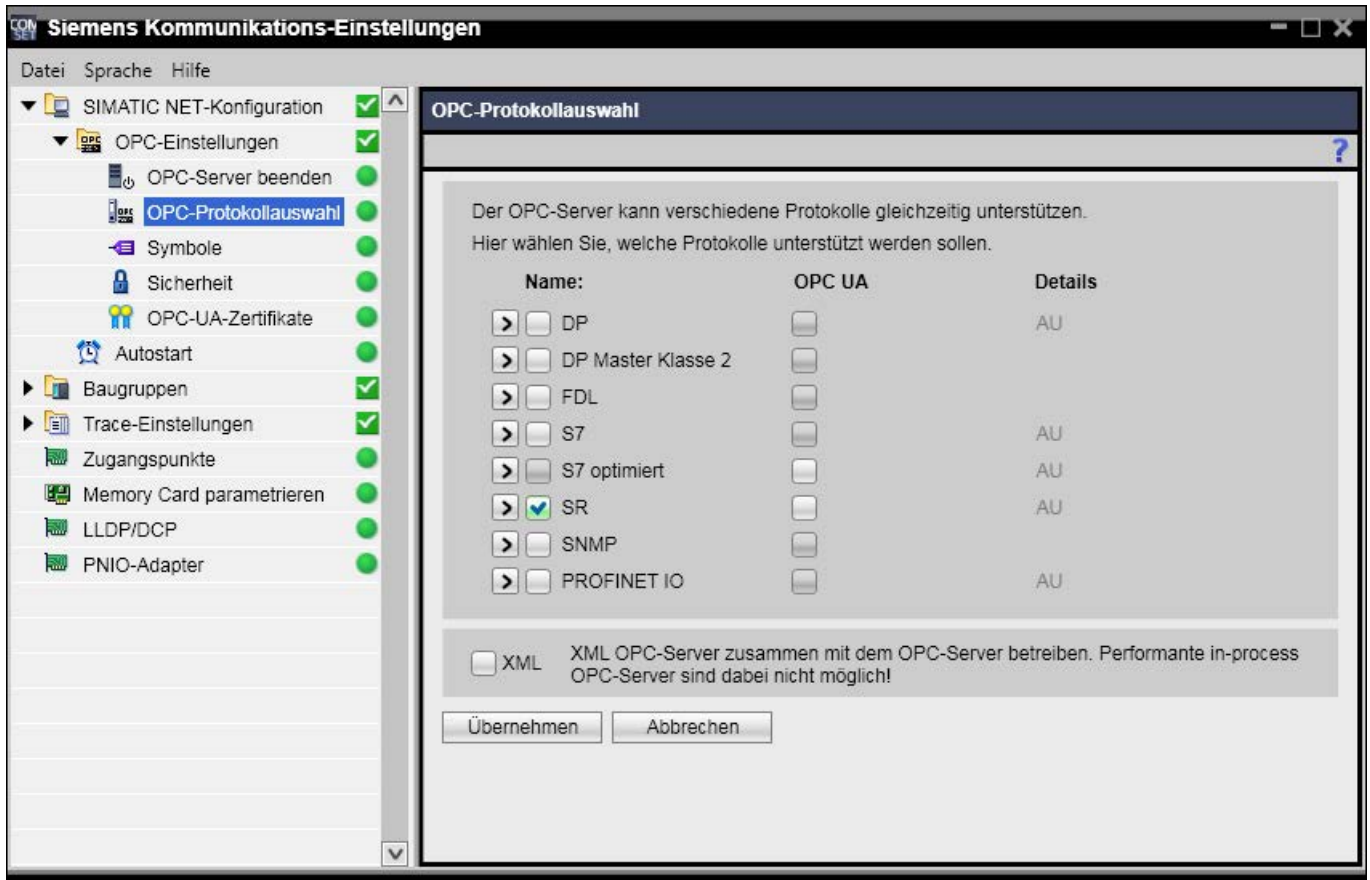 COM SET Siemens Kommunikations-Einstellungen
Datei Sprache Hilfe
SIMATIC NET-Konfiguration
OPC-Einstellungen
OPC-Server beenden
OPC-Protokollauswahl
Symbole
Sicherheit
OPC-UA-Zertifikate
Autostart
Baugruppen
Trace-Einstellungen
Zugangspunkte
Memory Card parametrieren
LLDP/DCP
PNIO-Adapter
OPC-Protokollauswahl
?
Der OPC-Server kann verschiedene Protokolle gleichzeitig unterstützen.
Hier wählen Sie, welche Protokolle unterstützt werden sollen.
Name: OPC UA Details
DP AU
DP Master Klasse 2
FDL
S7 AU
S7 optimiert AU
SR AU
SNMP
PROFINET IO AU
XML XML OPC-Server zusammen mit dem OPC-Server betreiben. Performante in-process
OPC-Server sind dabei nicht möglich!
Übernehmen Abbrechen